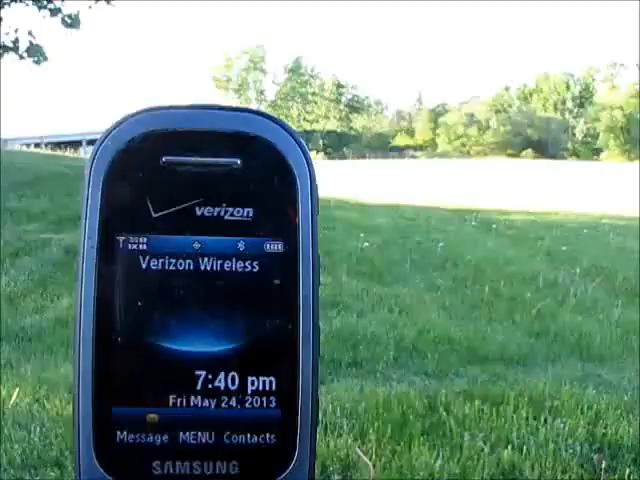 verizon
Verizon Wireless
7:40 pm
Fri May 24, 2013
Message MENU Contacts
SAMSUNG